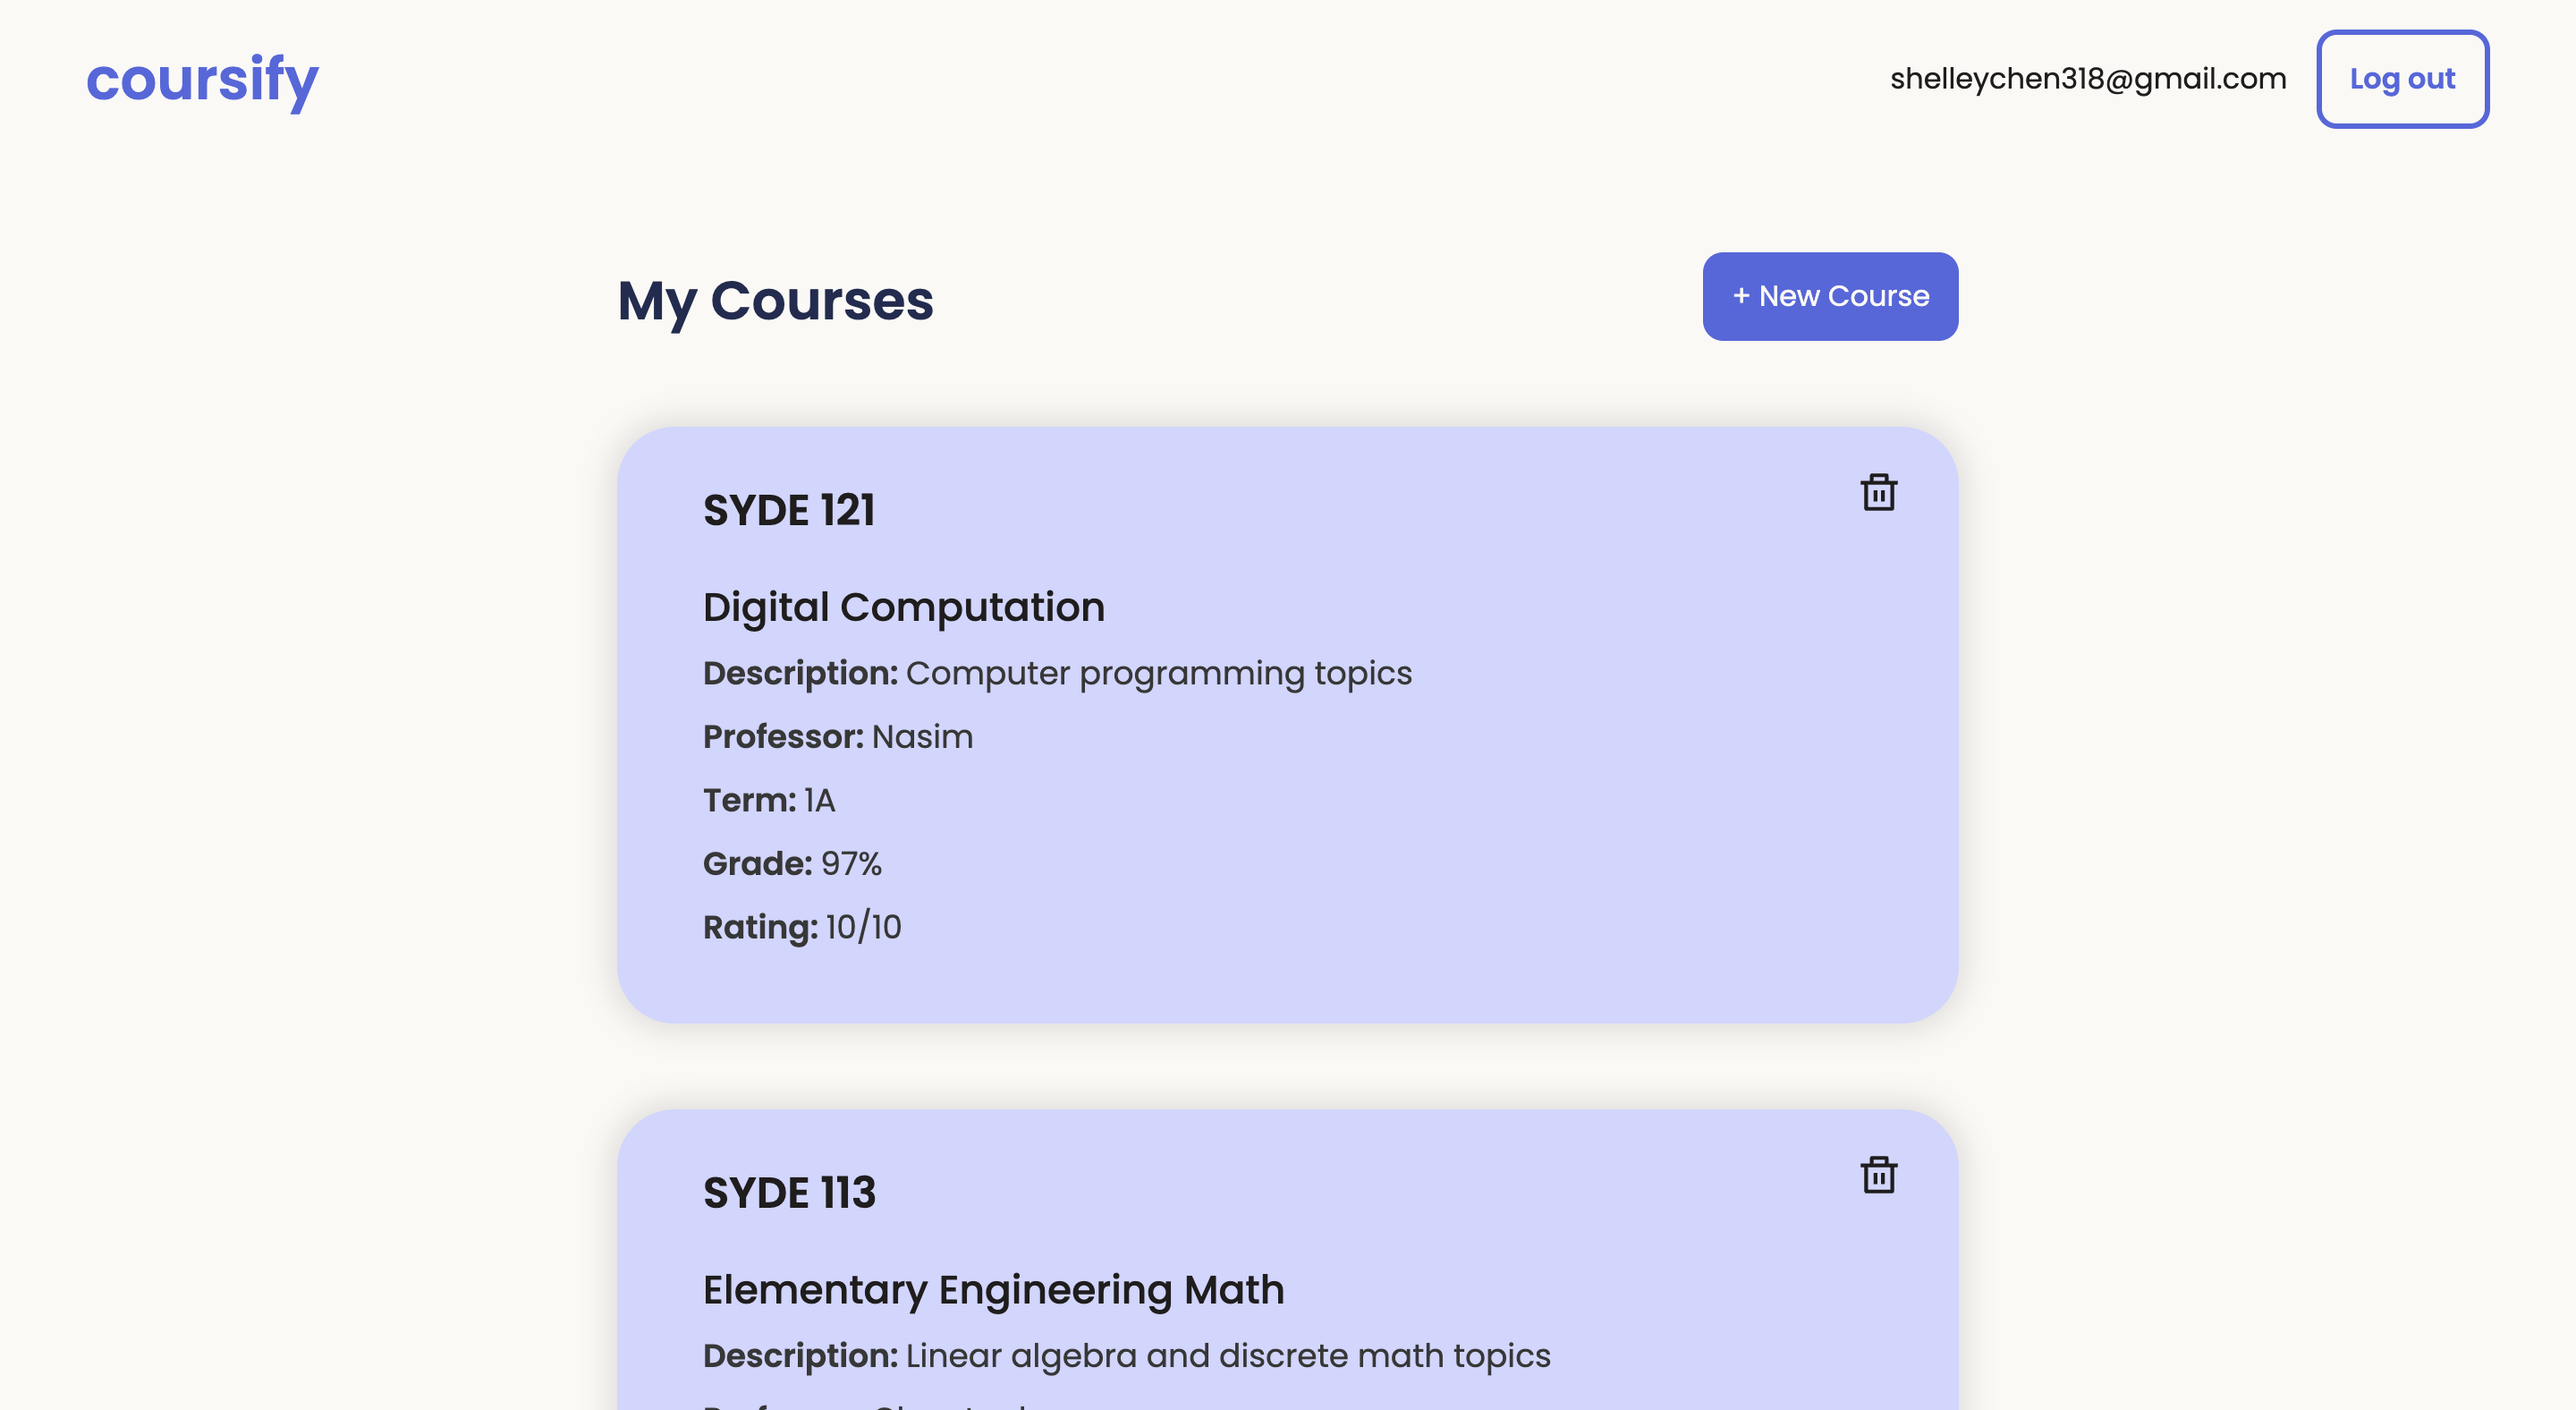 coursify
shelleychen318@gmail.com
Log out
My Courses
+ New Course
SYDE 121
Digital Computation
Description: Computer programming topics
Professor: Nasim
Term: 1A
Grade: 97%
Rating: 10/10
SYDE 113
Elementary Engineering Math
Description: Linear algebra and discrete math topics